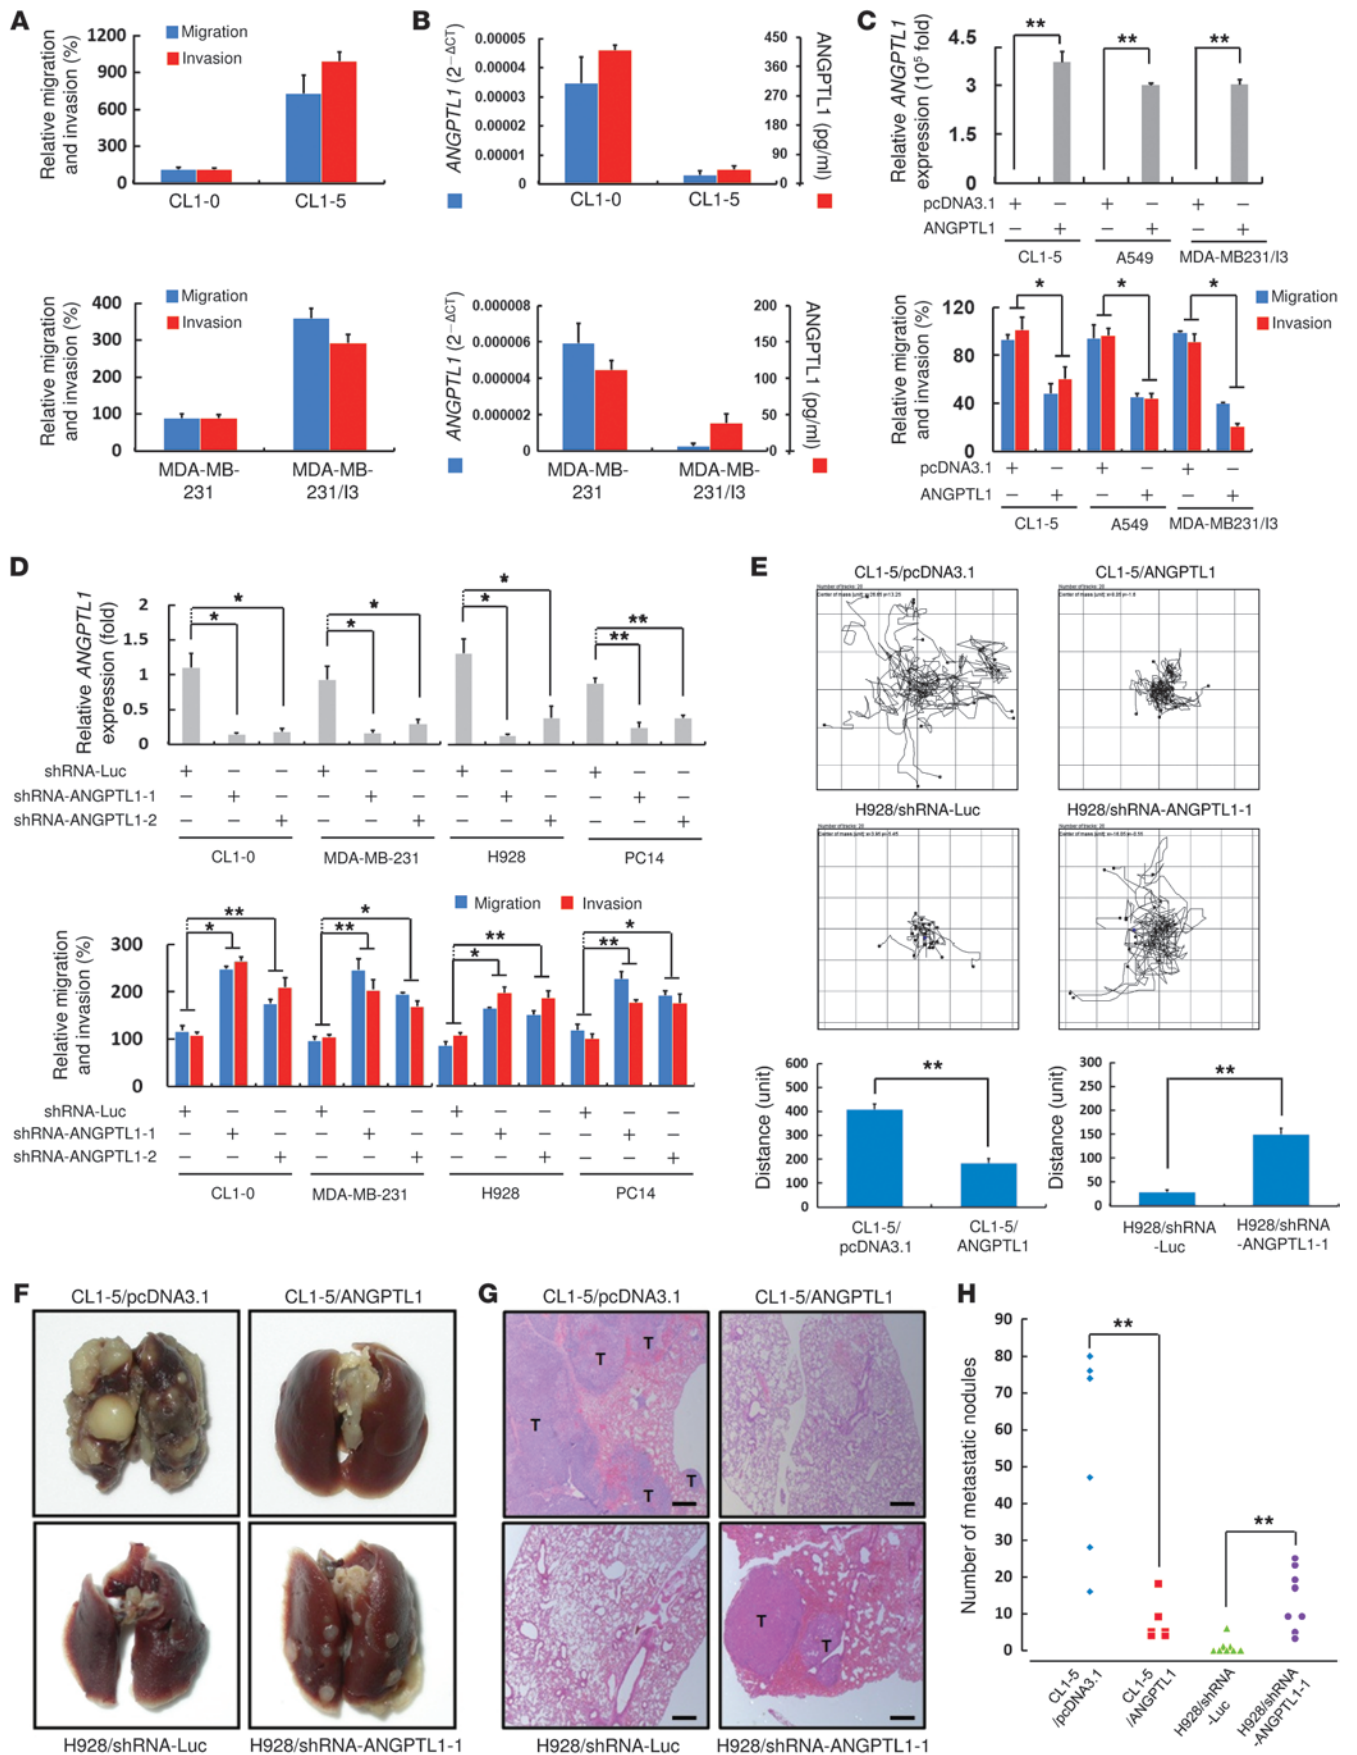 A
Relative migration and invasion (%)
1200
900
600
300
0
Migration
Invasion
CL1-0
CL1-5
400
300
200
100
0
Relative migration and invasion (%)
Migration
Invasion
MDA-MB-231
MDA-MB-231/I3
B
ANGPTL1 (2−ΔCT)
0.00005
0.00004
0.00003
0.00002
0.00001
0
450
360
270
180
90
0
ANGPTL1 (pg/ml)
CL1-0
CL1-5
ANGPTL1 (2−ΔCT)
0.000008
0.000006
0.000004
0.000002
0
200
150
100
50
0
ANGPTL1 (pg/ml)
MDA-MB-231
MDA-MB-231/I3
C
Relative ANGPTL1 expression (10⁵ fold)
4.5
3
1.5
0
** ** **
pcDNA3.1 + − + − + −
ANGPTL1 − + − + − +
CL1-5 A549 MDA-MB231/I3
Migration
Invasion
Relative migration and invasion (%)
120
80
40
0
* * *
pcDNA3.1 + − + − + −
ANGPTL1 − + − + − +
CL1-5 A549 MDA-MB231/I3
D
Relative ANGPTL1 expression (fold)
2
1.5
1
0.5
0
* * * * * * ** **
shRNA-Luc + − − + − − + − − + − −
shRNA-ANGPTL1-1 − + − − + − − + − − + −
shRNA-ANGPTL1-2 − − + − − + − − + − − +
CL1-0 MDA-MB-231 H928 PC14
Migration Invasion
Relative migration and invasion (%)
300
200
100
0
* ** ** * * ** ** *
shRNA-Luc + − − + − − + − − + − −
shRNA-ANGPTL1-1 − + − − + − − + − − + −
shRNA-ANGPTL1-2 − − + − − + − − + − − +
CL1-0 MDA-MB-231 H928 PC14
E
CL1-5/pcDNA3.1
CL1-5/ANGPTL1
H928/shRNA-Luc
H928/shRNA-ANGPTL1-1
Distance (unit)
600
500
400
300
200
100
0
**
CL1-5/pcDNA3.1
CL1-5/ANGPTL1
Distance (unit)
300
250
200
150
100
50
0
**
H928/shRNA-Luc
H928/shRNA-ANGPTL1-1
F
CL1-5/pcDNA3.1
CL1-5/ANGPTL1
H928/shRNA-Luc
H928/shRNA-ANGPTL1-1
G
CL1-5/pcDNA3.1
CL1-5/ANGPTL1
T
T
T
T
T
T
T
H928/shRNA-Luc
H928/shRNA-ANGPTL1-1
H
Number of metastatic nodules
90
80
70
60
50
40
30
20
10
0
**
**
CL1-5/pcDNA3.1
CL1-5/ANGPTL1
H928/shRNA-Luc
H928/shRNA-ANGPTL1-1